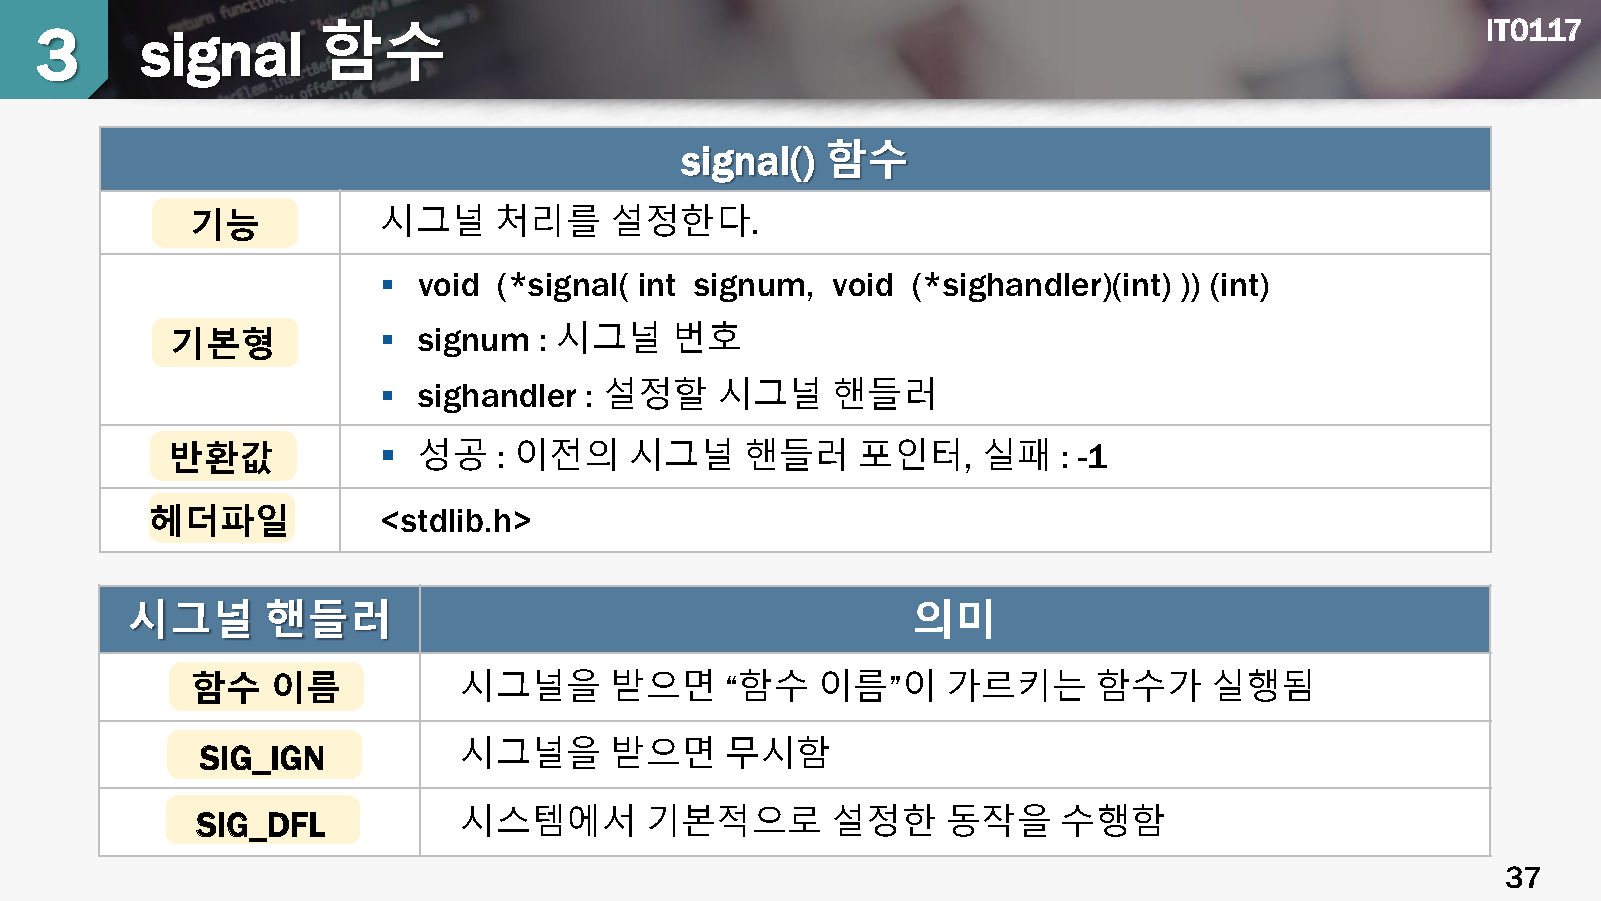 3 signal 함수
IT0117
signal() 함수
기능 시그널 처리를 설정한다.
기본형
▪ void (*signal( int signum, void (*sighandler)(int) )) (int)
▪ signum : 시그널 번호
▪ sighandler : 설정할 시그널 핸들러
반환값 ▪ 성공 : 이전의 시그널 핸들러 포인터, 실패 : -1
헤더파일 <stdlib.h>
시그널 핸들러 의미
함수 이름 시그널을 받으면 “함수 이름”이 가르키는 함수가 실행됨
SIG_IGN 시그널을 받으면 무시함
SIG_DFL 시스템에서 기본적으로 설정한 동작을 수행함
37